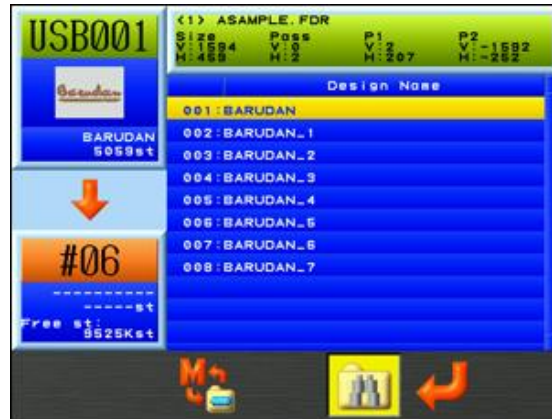 USB001
Barudan
BARUDAN
5059st
#06
----------
-----st
Free st:
9525Kst
<1> ASAMPLE.FDR
Size Pass P1 P2
V:1594 V:0 V:2 V:-1592
H:459 H:2 H:207 H:-252
Design Name
001:BARUDAN
002:BARUDAN_1
003:BARUDAN_2
004:BARUDAN_3
005:BARUDAN_4
006:BARUDAN_5
007:BARUDAN_6
008:BARUDAN_7
M